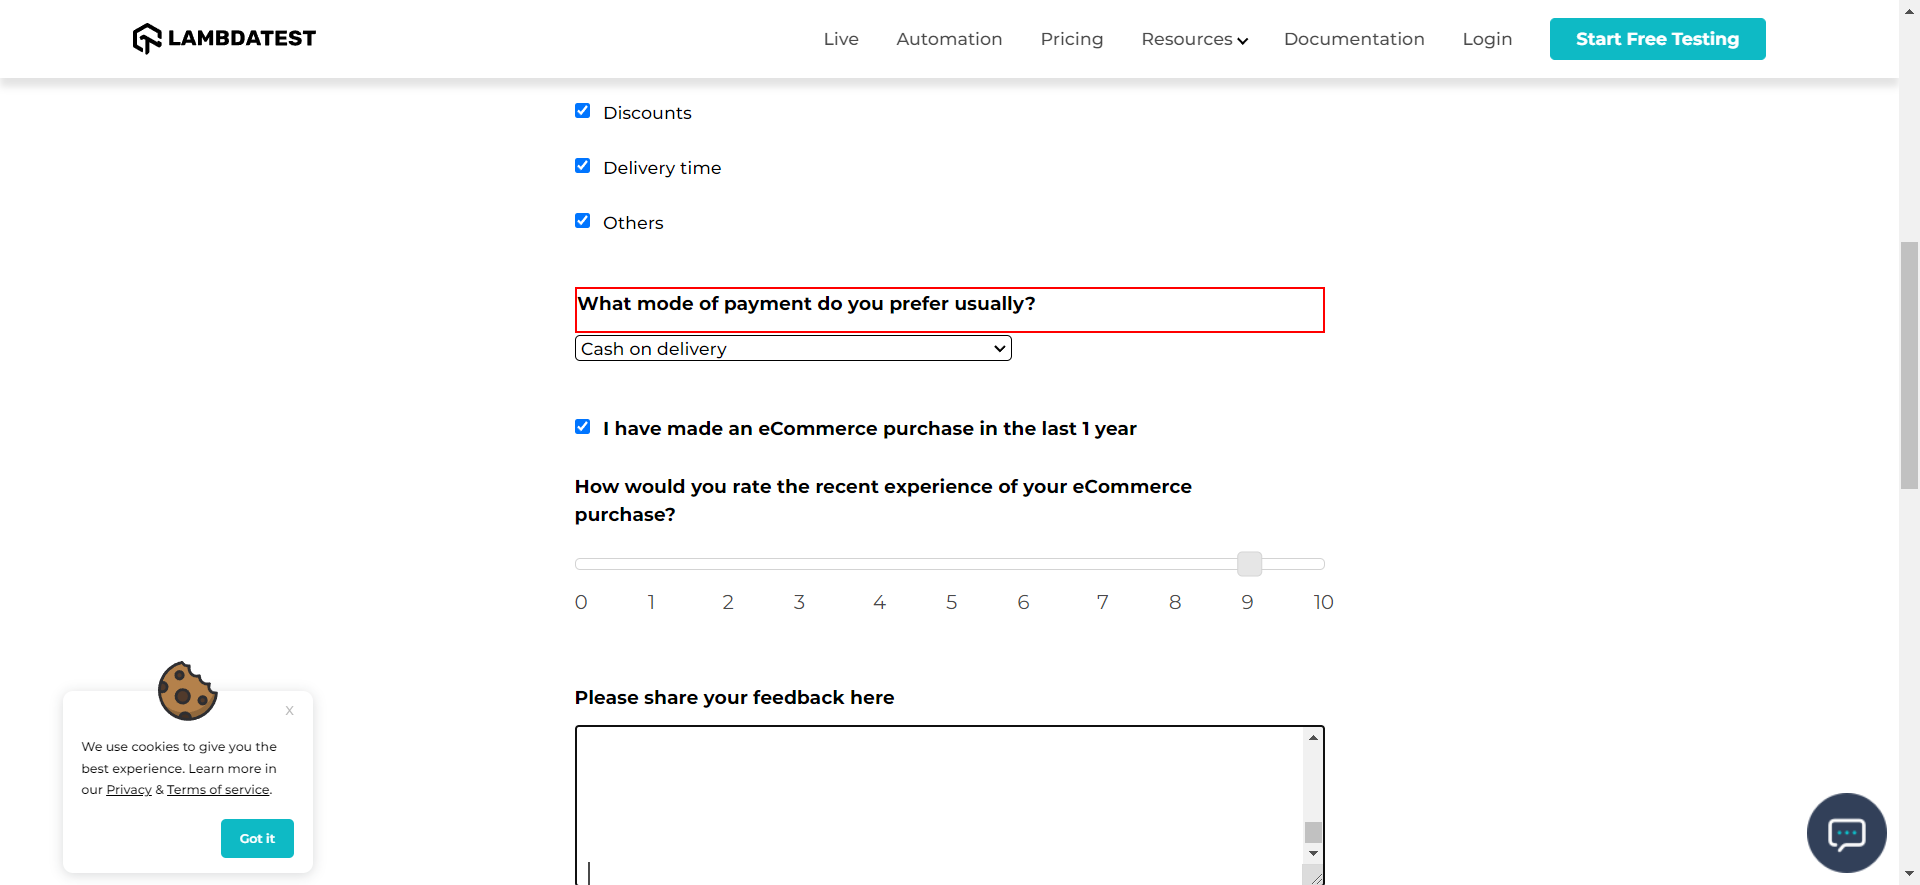 LAMBDATEST
Live Automation Pricing Resources Documentation Login Start Free Testing
Discounts
Delivery time
Others
What mode of payment do you prefer usually?
Cash on delivery
I have made an eCommerce purchase in the last 1 year
How would you rate the recent experience of your eCommerce
purchase?
0 1 2 3 4 5 6 7 8 9 10
Please share your feedback here
x
We use cookies to give you the
best experience. Learn more in
our Privacy & Terms of service.
Got it